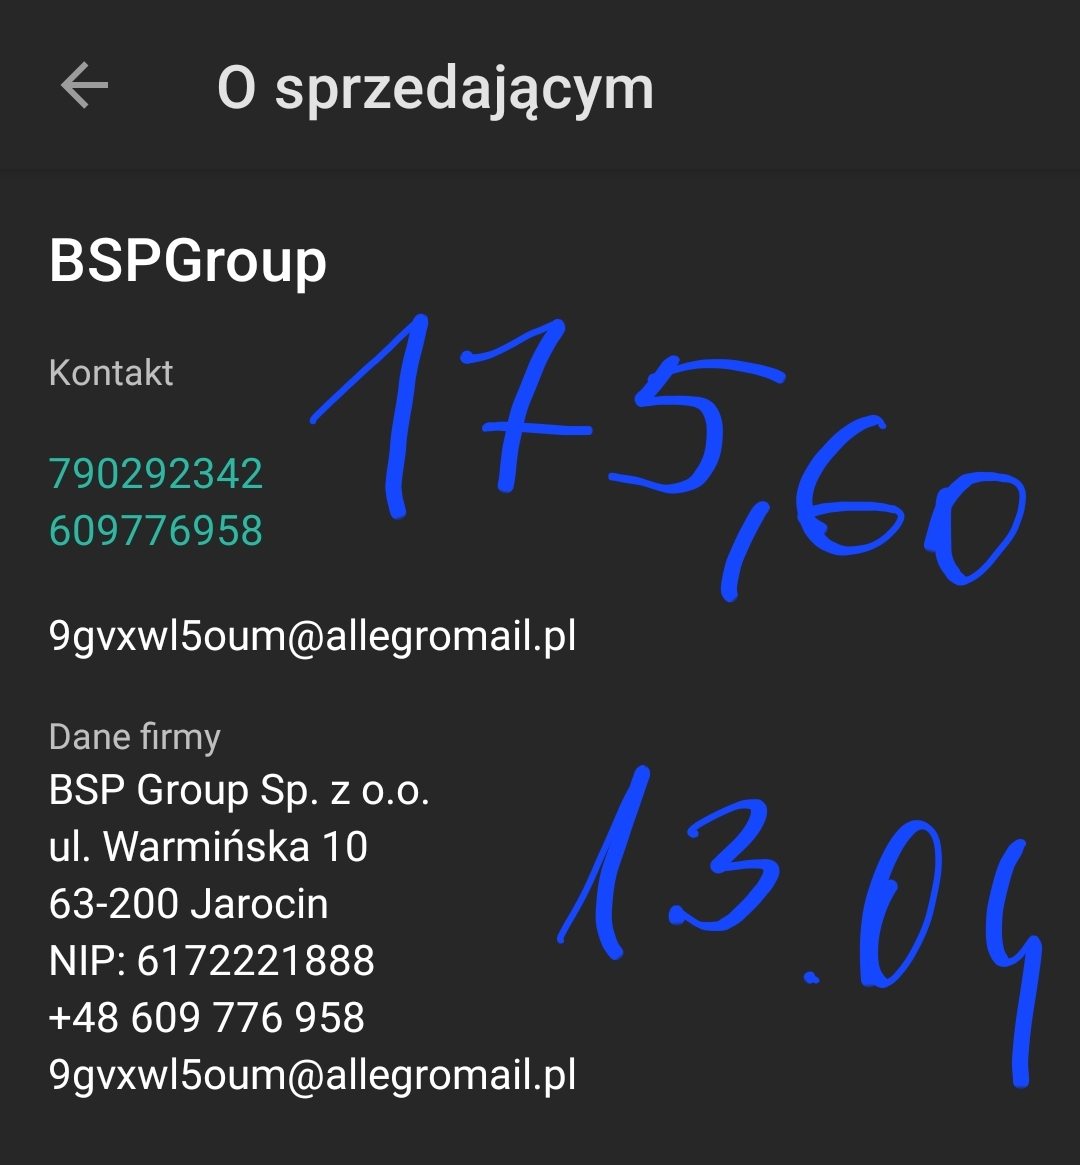 O sprzedającym
BSPGroup
Kontakt
175,60
790292342
609776958
9gvxwl5oum@allegromail.pl
Dane firmy
BSP Group Sp. z o.o.
ul. Warmińska 10
13.04
63-200 Jarocin
NIP: 6172221888
+48 609 776 958
9gvxwl5oum@allegromail.pl